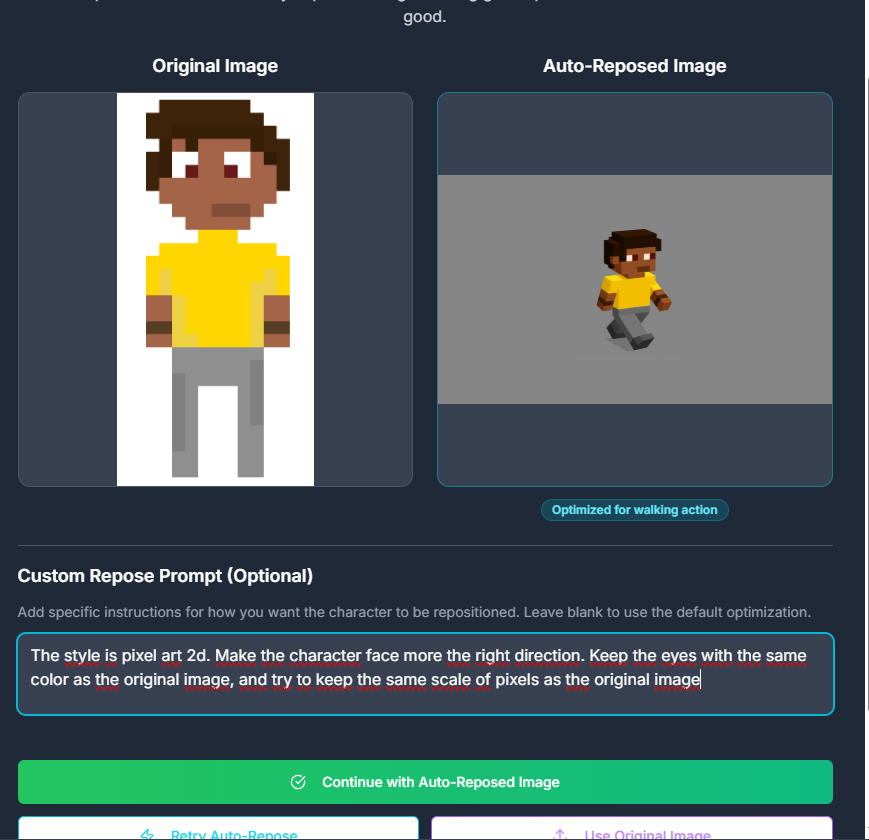 good.
Original Image
Auto-Reposed Image
Optimized for walking action
Custom Repose Prompt (Optional)
Add specific instructions for how you want the character to be repositioned. Leave blank to use the default optimization.
The style is pixel art 2d. Make the character face more the right direction. Keep the eyes with the same
color as the original image, and try to keep the same scale of pixels as the original image
Continue with Auto-Reposed Image
Retry Auto-Repose
Use Original Image